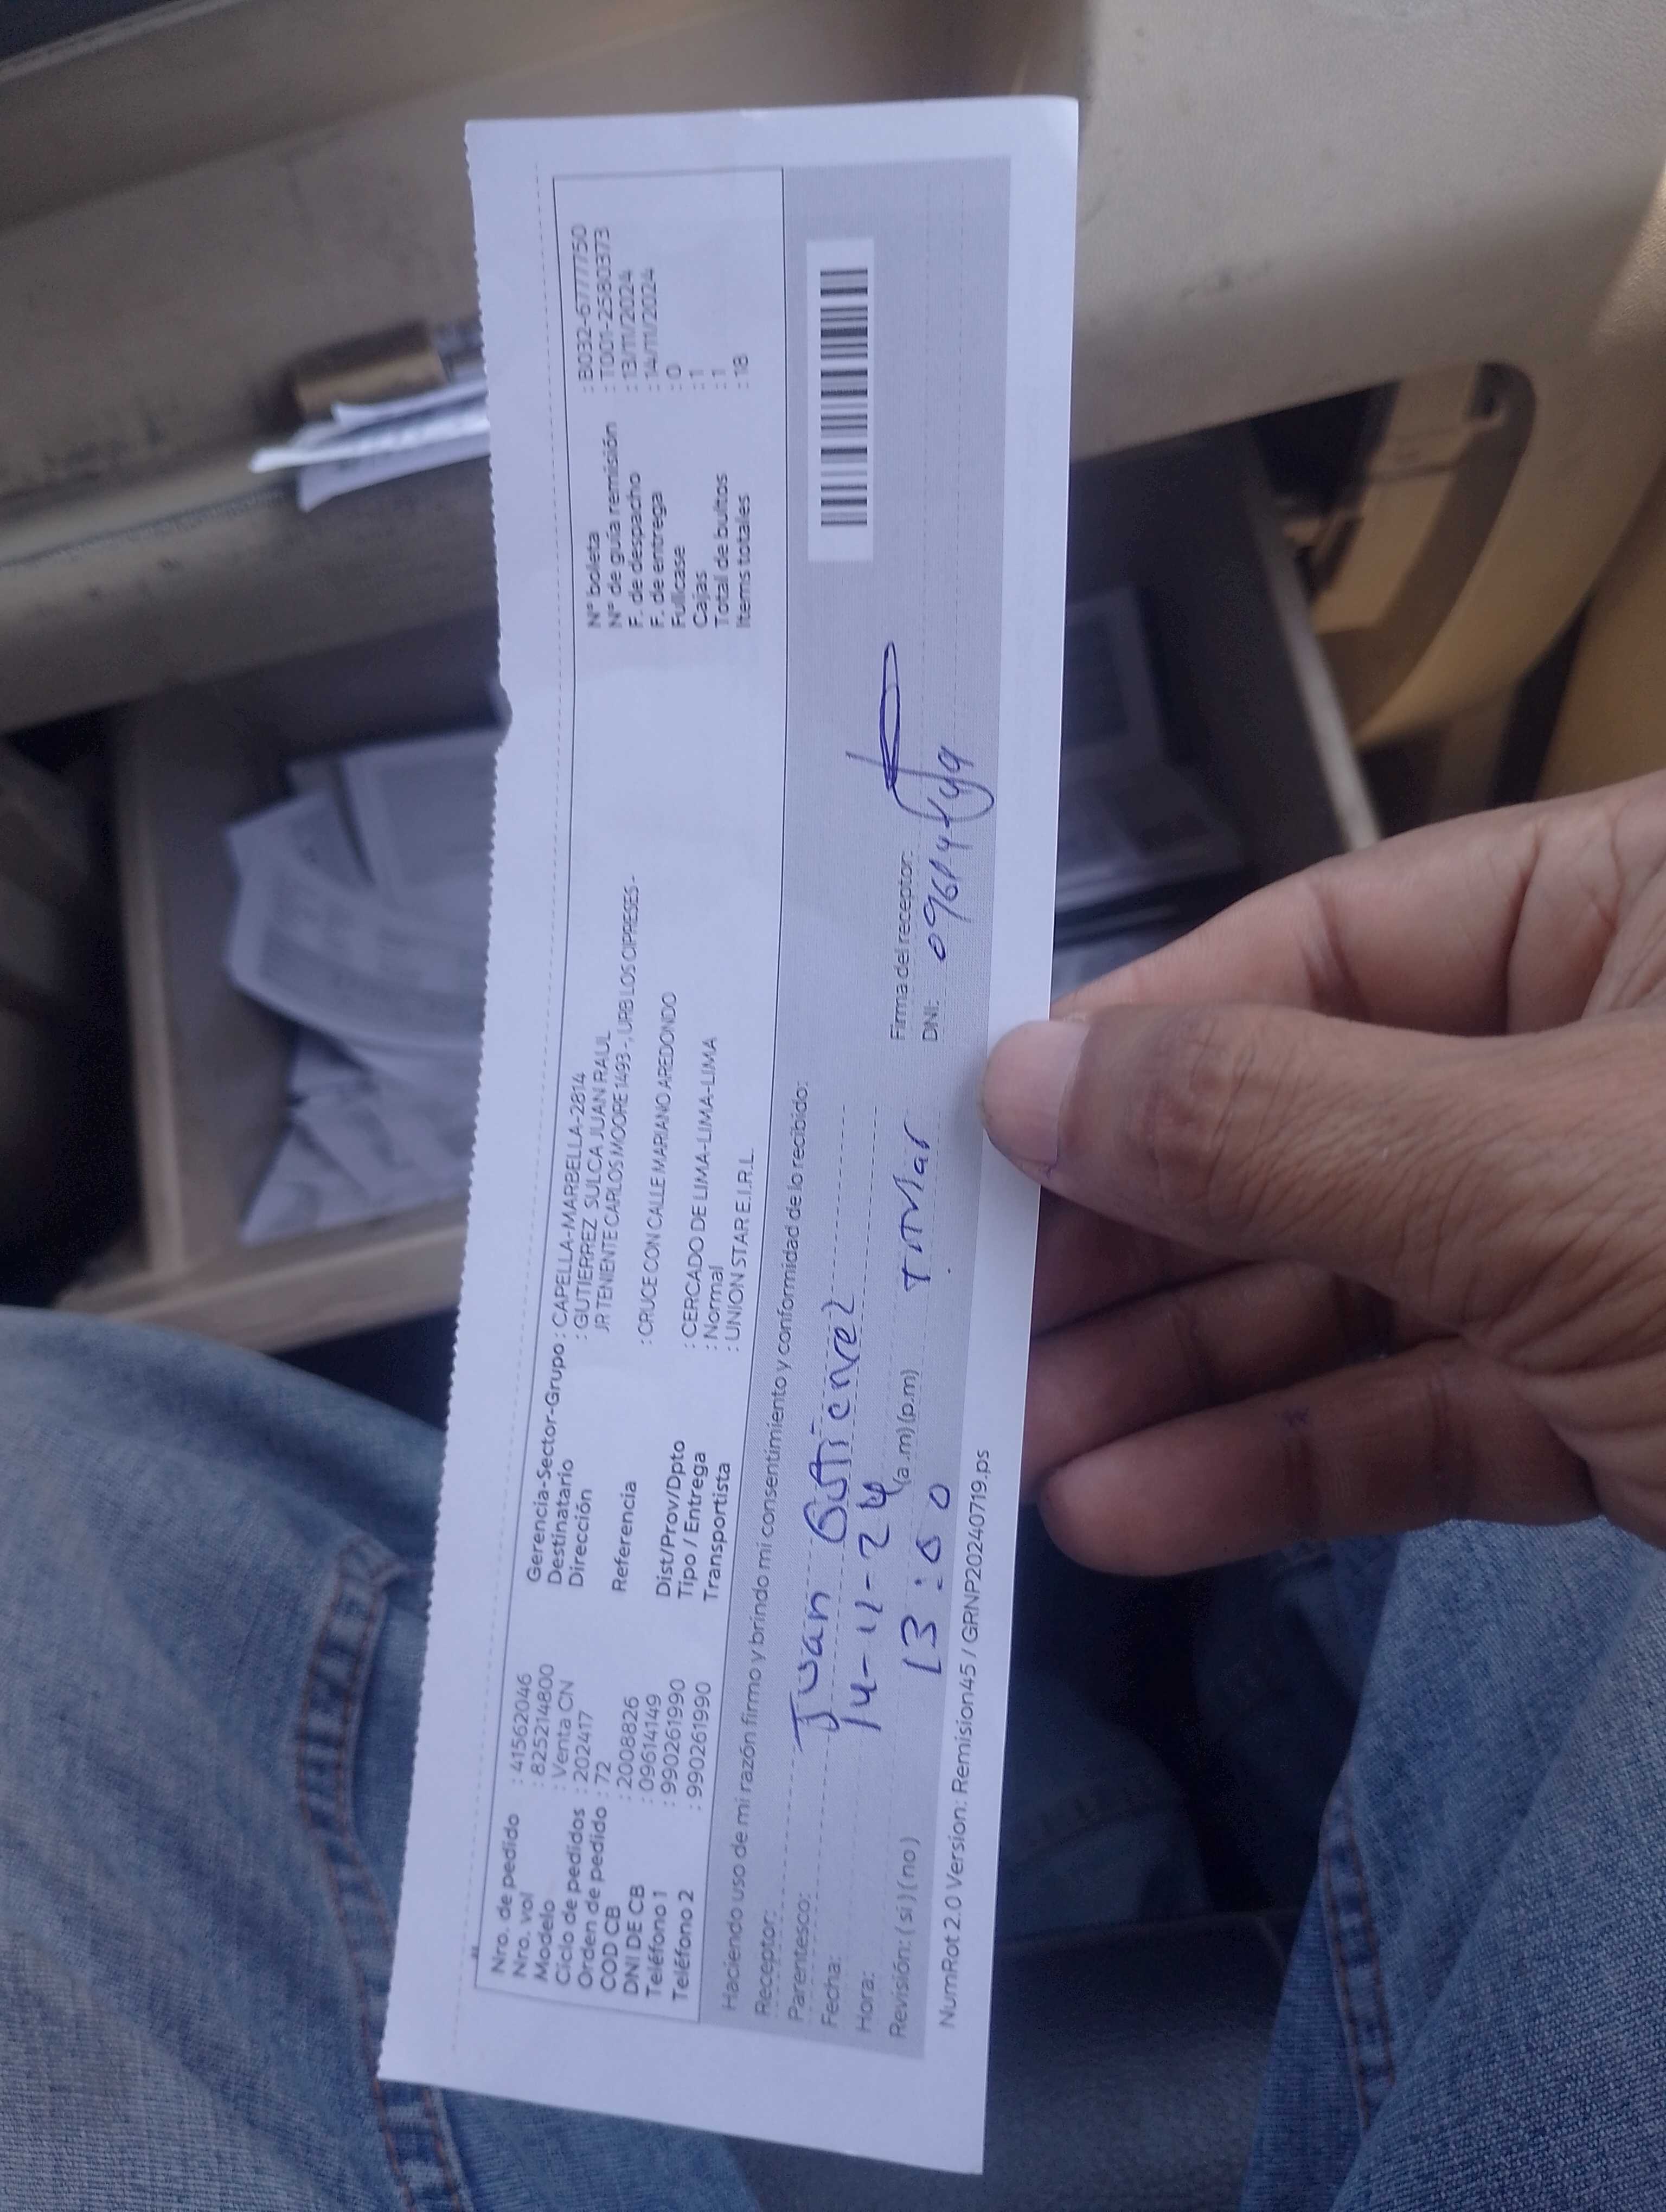 Nro. de pedido : 41562046
Nro. vol : 8252214800
Modelo : Venta CN
Ciclo de pedidos : 202417
Orden de pedido : 72
COD CB : 2008826
DNI DE CB : 09614149
Teléfono 1 : 990261990
Teléfono 2 : 990261990
Gerencia-Sector-Grupo : CAPELLA-MARBELLA-2814
Destinatario : GUTIERREZ SULCA JUAN RAUL
Dirección JR TENIENTE CARLOS MOORE 1493 - , URB LOS CIPRESES -
Referencia : CRUCE CON CALLE MARIANO AREDONDO
Dist/Prov/Dpto : CERCADO DE LIMA-LIMA-LIMA
Tipo / Entrega : Normal
Transportista : UNION STAR E.I.R.L.
N° boleta : B032-67777750
N° de guía remisión : T001-25580373
F. de despacho : 13/11/2024
F. de entrega : 14/11/2024
Fullcase : 0
Cajas : 1
Total de bultos : 1
Items totales : 18
Haciendo uso de mi razón firmo y brindo mi consentimiento y conformidad de lo recibido:
Receptor: Juan Gutierrez
Parentesco:
Fecha: 14-11-24
Hora: 13:00 (a.m) (p.m)
Revisión: ( si ) ( no )
Firma del receptor:
DNI:
NumRot 2.0 Version: Remision45 / GRNP20240719.ps